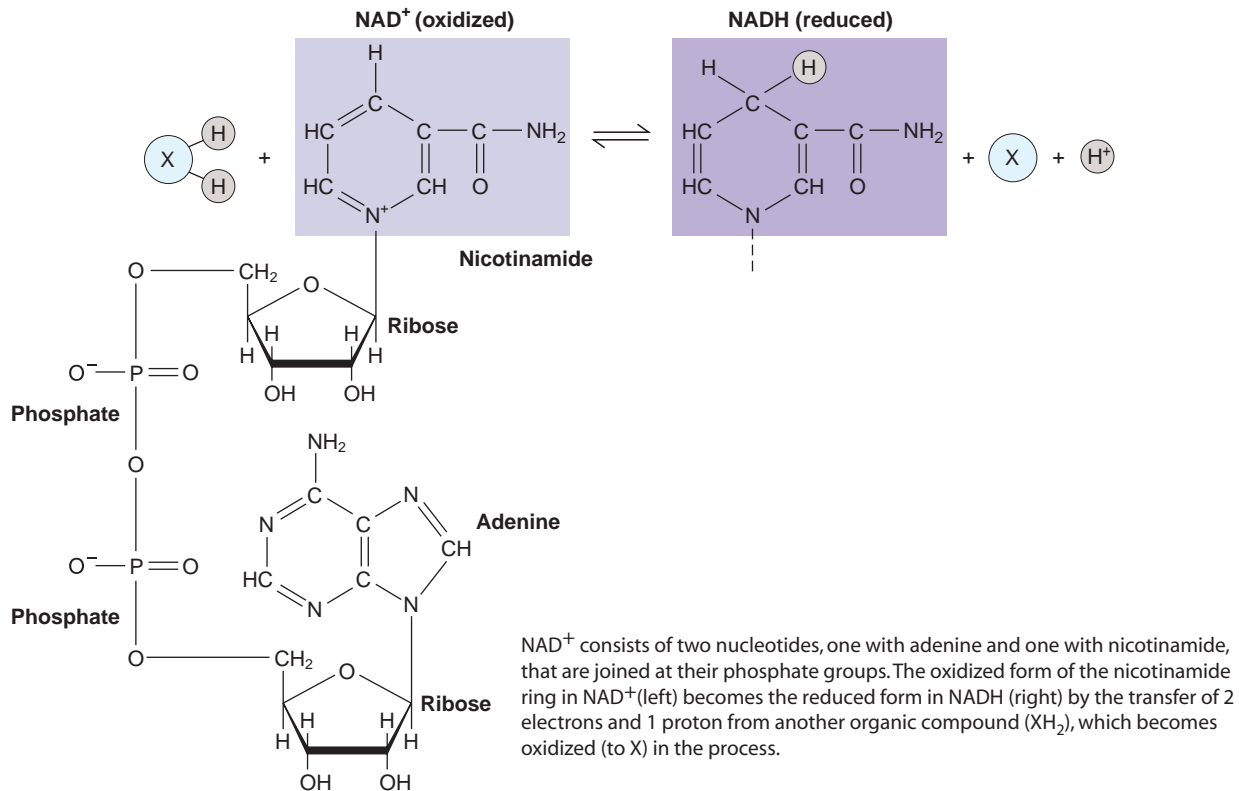 NAD+ (oxidized)
NADH (reduced)
H
H
H
C
C
HC
C
C
NH2
HC
C
C
NH2
X
H
H
+
+
X
+
H+
HC
CH
O
HC
CH
O
N+
N
Nicotinamide
O
CH2
O
Ribose
H
H
H
H
O−
P
O
OH
OH
Phosphate
NH2
O
C
N
N
C
Adenine
CH
O−
P
O
HC
C
N
N
Phosphate
O
CH2
O
Ribose
H
H
H
H
OH
OH
NAD+ consists of two nucleotides, one with adenine and one with nicotinamide,
that are joined at their phosphate groups. The oxidized form of the nicotinamide
ring in NAD+(left) becomes the reduced form in NADH (right) by the transfer of 2
electrons and 1 proton from another organic compound (XH2), which becomes
oxidized (to X) in the process.